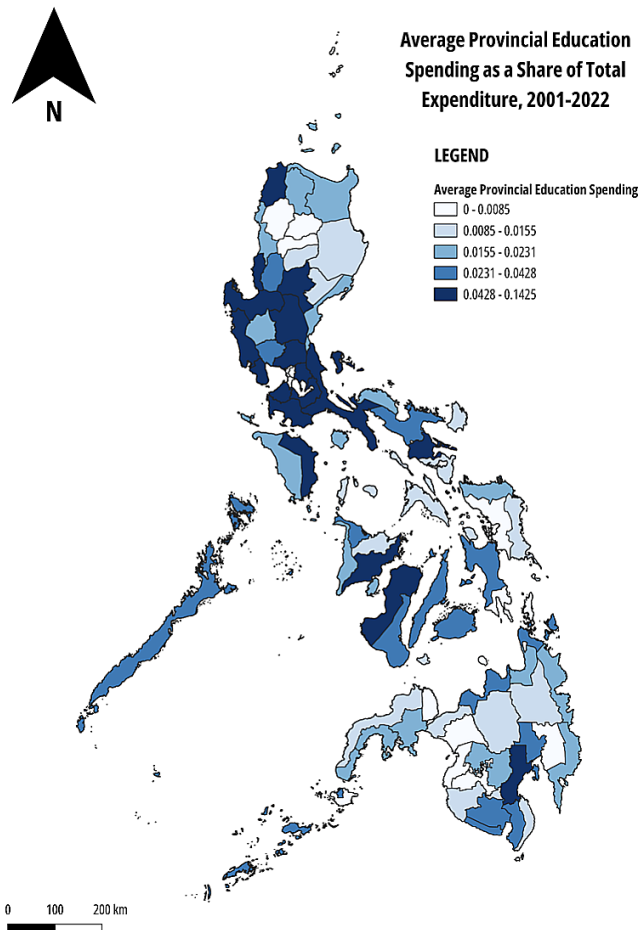 Average Provincial Education
Spending as a Share of Total
Expenditure, 2001-2022
N
LEGEND
Average Provincial Education Spending
0 - 0.0085
0.0085 - 0.0155
0.0155 - 0.0231
0.0231 - 0.0428
0.0428 - 0.1425
0 100 200 km